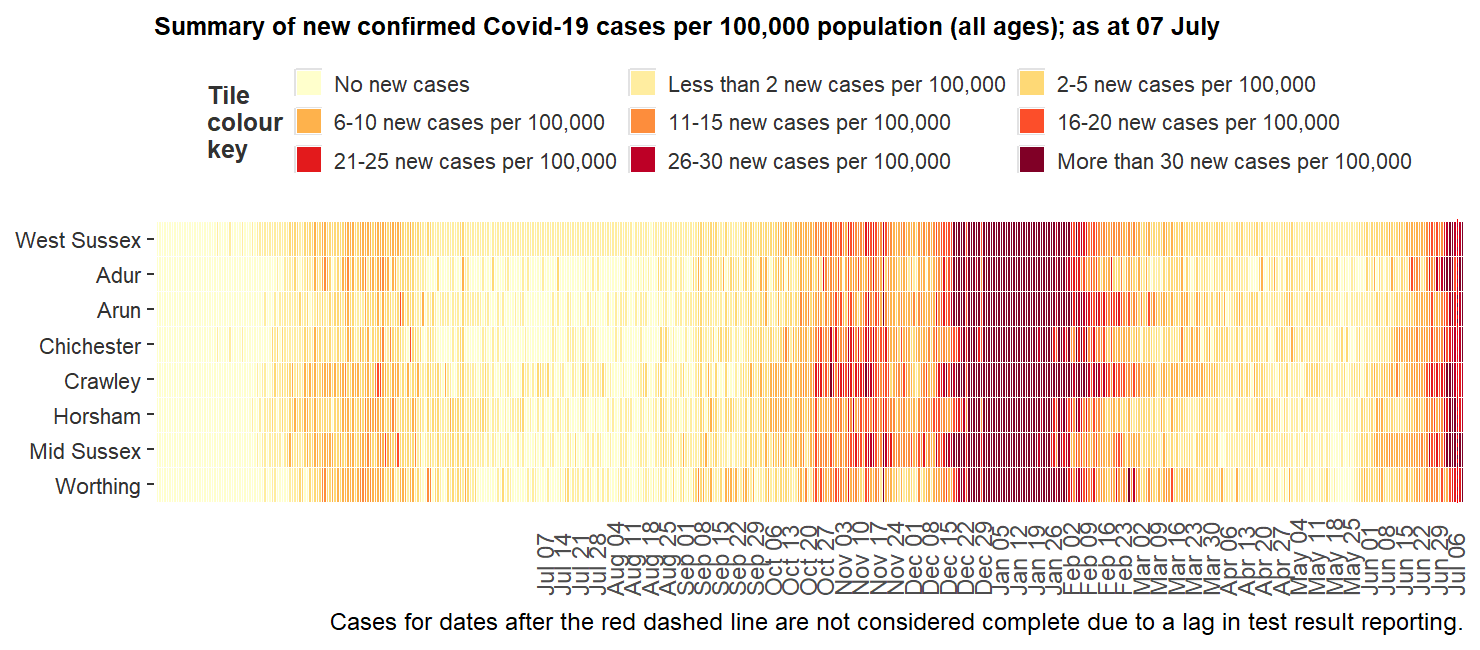 Summary of new confirmed Covid-19 cases per 100,000 population (all ages); as at 07 July
Tile
colour
key
No new cases
Less than 2 new cases per 100,000
2-5 new cases per 100,000
6-10 new cases per 100,000
11-15 new cases per 100,000
16-20 new cases per 100,000
21-25 new cases per 100,000
26-30 new cases per 100,000
More than 30 new cases per 100,000
West Sussex
Adur
Arun
Chichester
Crawley
Horsham
Mid Sussex
Worthing
Jul 07
Jul 14
Jul 21
Jul 28
Aug 04
Aug 11
Aug 18
Aug 25
Sep 01
Sep 08
Sep 15
Sep 22
Sep 29
Oct 06
Oct 13
Oct 20
Oct 27
Nov 03
Nov 10
Nov 17
Nov 24
Dec 01
Dec 08
Dec 15
Dec 22
Dec 29
Jan 05
Jan 12
Jan 19
Jan 26
Feb 02
Feb 09
Feb 16
Feb 23
Mar 02
Mar 09
Mar 16
Mar 23
Mar 30
Apr 06
Apr 13
Apr 20
Apr 27
May 04
May 11
May 18
May 25
Jun 01
Jun 08
Jun 15
Jun 22
Jun 29
Jul 06
Cases for dates after the red dashed line are not considered complete due to a lag in test result reporting.